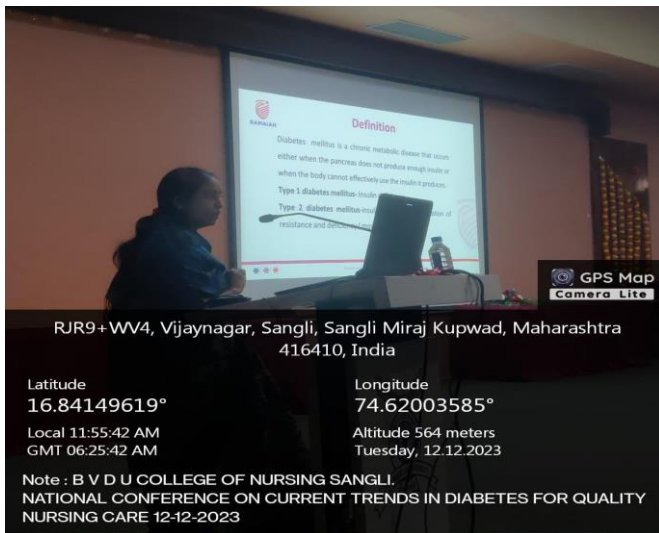 RAMAIAH
Definition
Diabetes mellitus is a chronic metabolic disease that occurs
either when the pancreas does not produce enough insulin or
when the body cannot effectively use the insulin it produces.
Type 1 diabetes mellitus- insulin
Type 2 diabetes mellitus-insu of
resistance and deficien
GPS Map
Camera Lite
RJR9+WV4, Vijaynagar, Sangli, Sangli Miraj Kupwad, Maharashtra
416410, India
Latitude
16.84149619°
Local 11:55:42 AM
GMT 06:25:42 AM
Longitude
74.62003585°
Altitude 564 meters
Tuesday, 12.12.2023
Note : B V D U COLLEGE OF NURSING SANGLI.
NATIONAL CONFERENCE ON CURRENT TRENDS IN DIABETES FOR QUALITY
NURSING CARE 12-12-2023